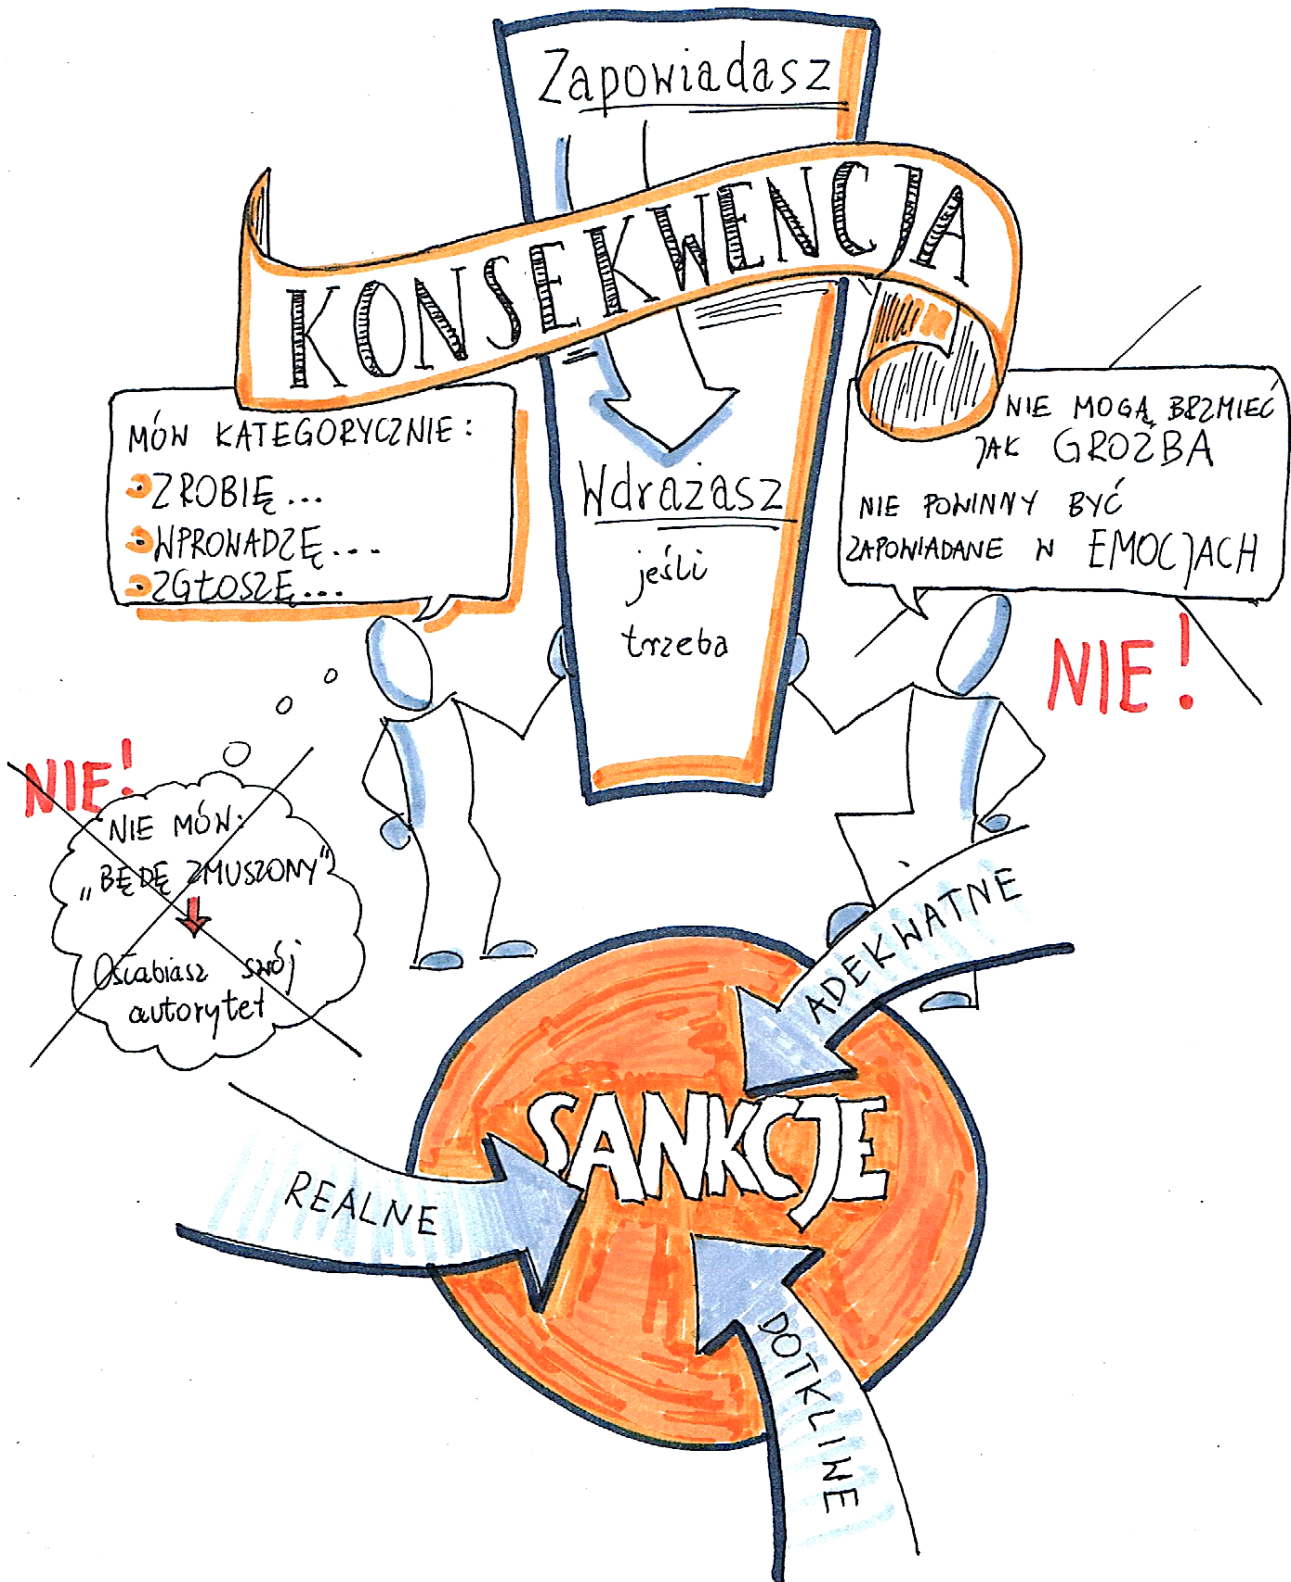 Zapowiadasz
KONSEKWENCJA
MÓW KATEGORYCZNIE:
ZROBIĘ...
WPROWADZĘ...
ZGŁOSZĘ...
Wdrażasz
jeśli
trzeba
NIE MOGĄ BRZMIEĆ
JAK GROŹBA
NIE POWINNY BYĆ
ZAPOWIADANE W EMOCJACH
NIE!
NIE!
NIE MÓW:
„BĘDĘ ZMUSZONY"
Osłabiasz swój
autorytet
ADEKWATNE
SANKCJE
REALNE
DOTKLIWE